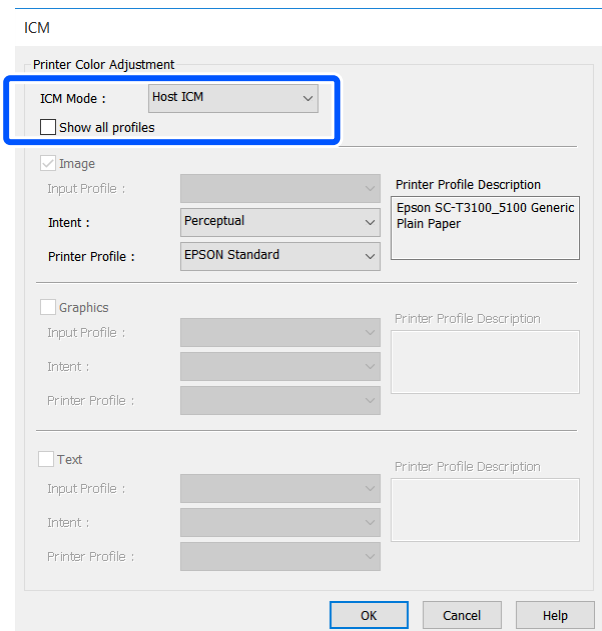 ICM
Printer Color Adjustment
ICM Mode : Host ICM
Show all profiles
Image
Input Profile :
Printer Profile Description
Intent : Perceptual
Epson SC-T3100_5100 Generic
Plain Paper
Printer Profile : EPSON Standard
Graphics
Printer Profile Description
Input Profile :
Intent :
Printer Profile :
Text
Printer Profile Description
Input Profile :
Intent :
Printer Profile :
OK Cancel Help